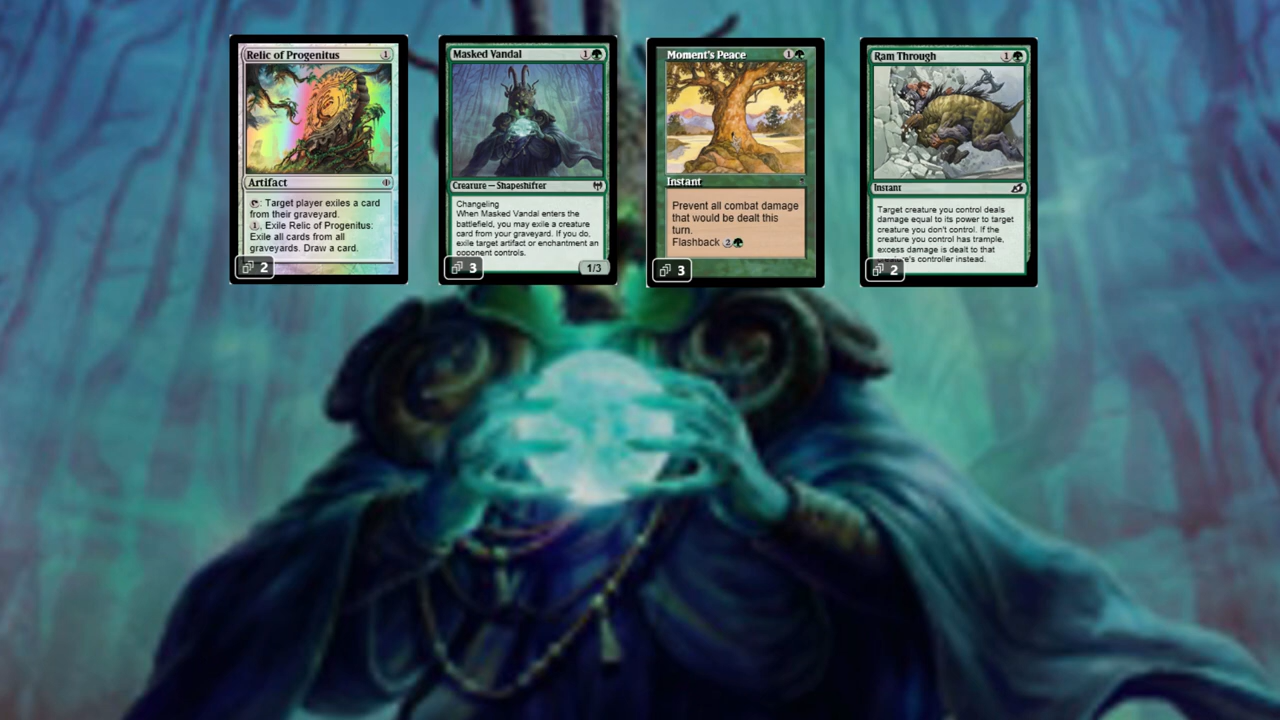 Relic of Progenitus 1
Artifact
: Target player exiles a card
from their graveyard.
1, Exile Relic of Progenitus:
Exile all cards from all
graveyards. Draw a card.
2
Masked Vandal 1
Creature — Shapeshifter
Changeling
When Masked Vandal enters the
battlefield, you may exile a creature
card from your graveyard. If you do,
exile target artifact or enchantment an
opponent controls.
3
1/3
Moment's Peace 1
Instant
Prevent all combat damage
that would be dealt this
turn.
Flashback 2
3
Ram Through 1
Instant
Target creature you control deals
damage equal to its power to target
creature you don't control. If the
creature you control has trample,
excess damage is dealt to that
creature's controller instead.
2